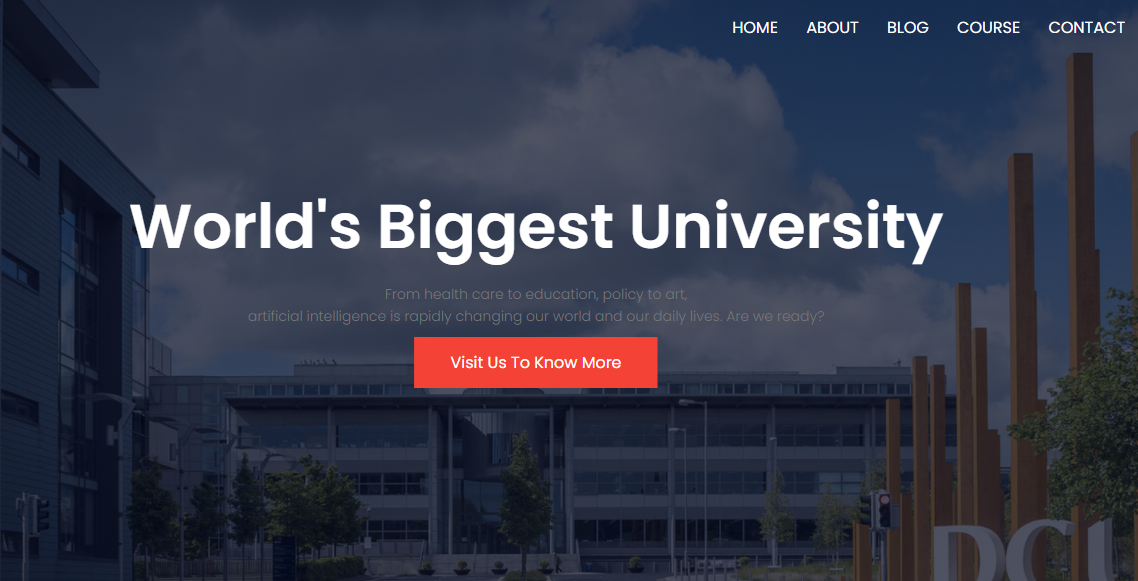 HOME ABOUT BLOG COURSE CONTACT
World's Biggest University
From health care to education, policy to art,
artificial intelligence is rapidly changing our world and our daily lives. Are we ready?
Visit Us To Know More